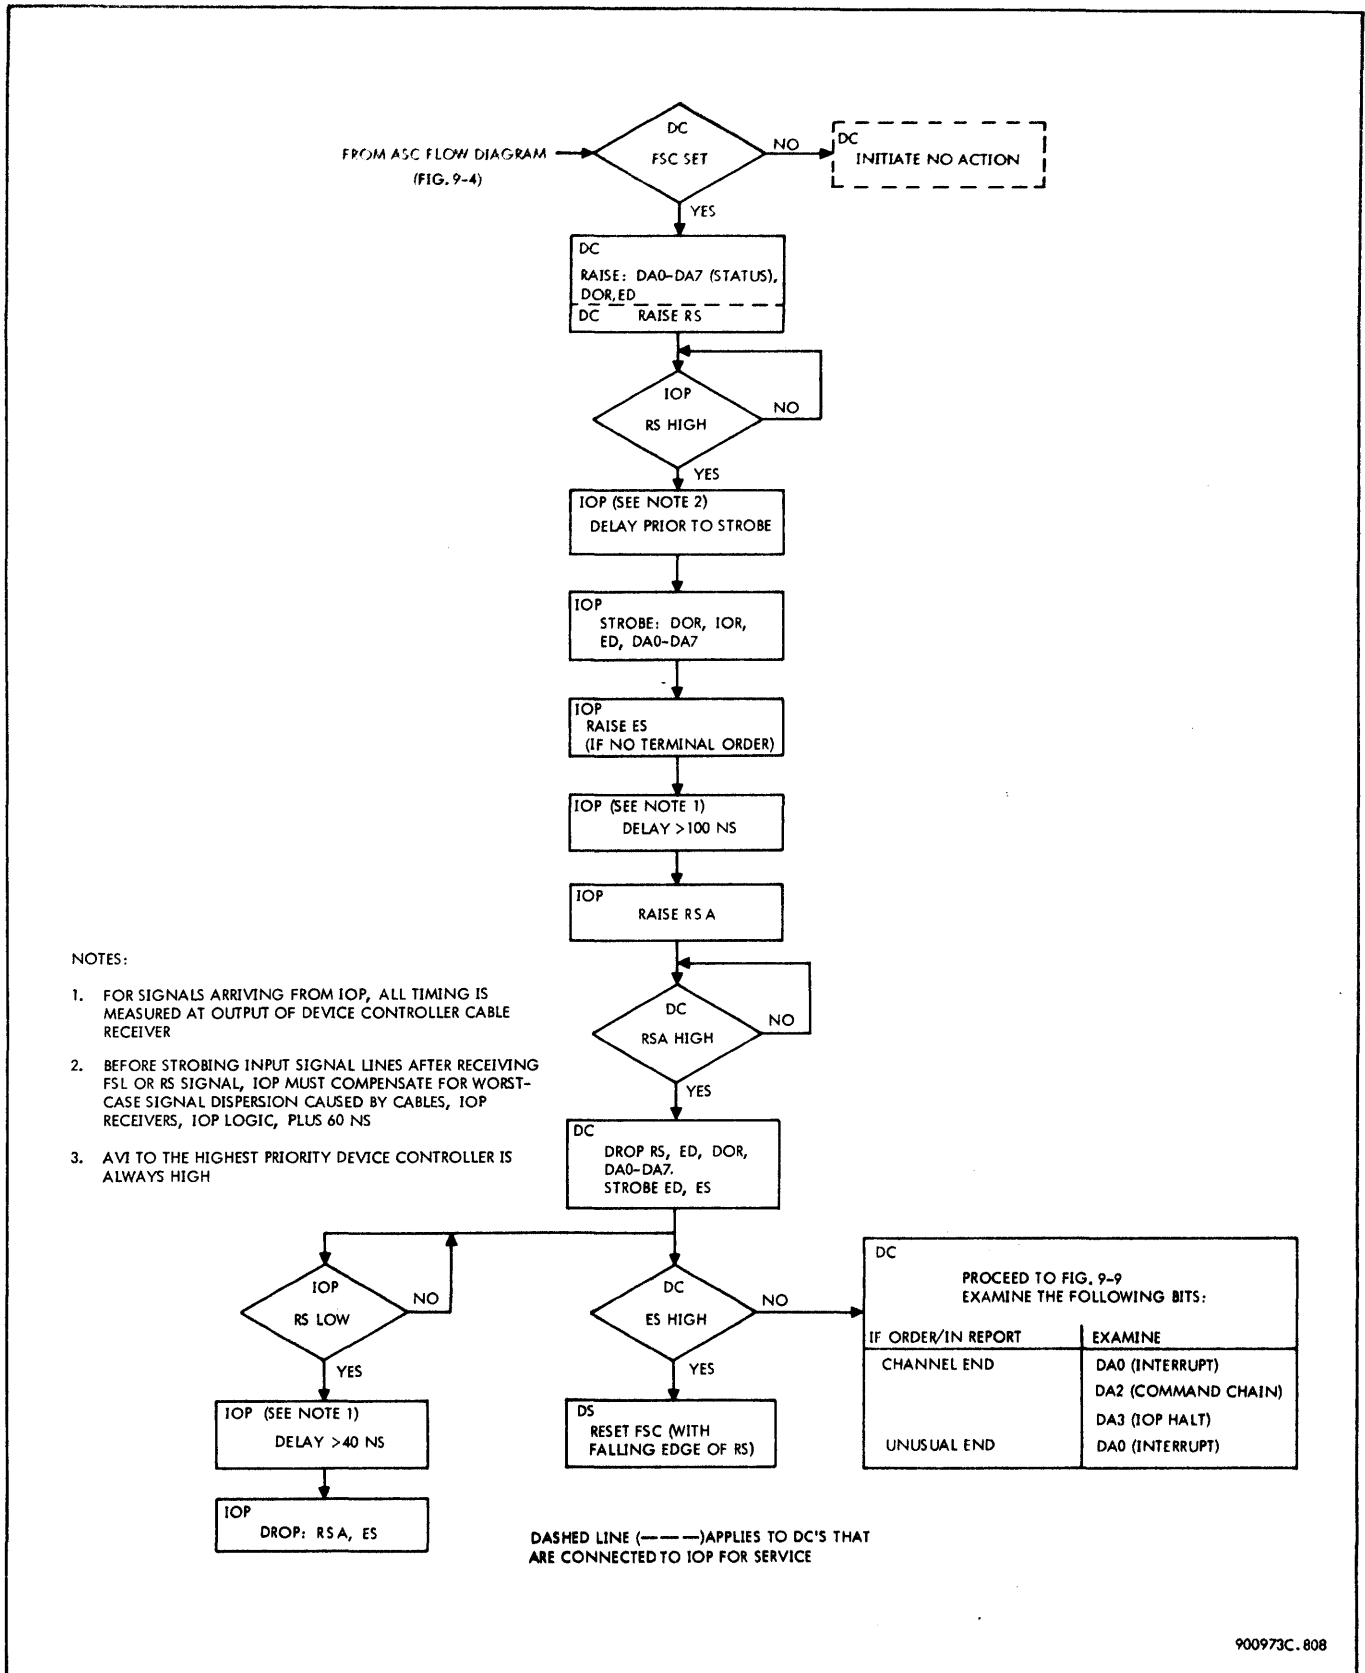 DC
FSC SET
FROM ASC FLOW DIAGRAM
(FIG. 9-4)
NO
DC
INITIATE NO ACTION
YES
DC
RAISE: DA0-DA7 (STATUS),
DOR,ED
DC RAISE RS
IOP
RS HIGH
NO
YES
IOP (SEE NOTE 2)
DELAY PRIOR TO STROBE
IOP
STROBE: DOR, IOR,
ED, DA0-DA7
IOP
RAISE ES
(IF NO TERMINAL ORDER)
IOP (SEE NOTE 1)
DELAY >100 NS
IOP
RAISE RSA
DC
RSA HIGH
NO
YES
NOTES:
1. FOR SIGNALS ARRIVING FROM IOP, ALL TIMING IS
MEASURED AT OUTPUT OF DEVICE CONTROLLER CABLE
RECEIVER
2. BEFORE STROBING INPUT SIGNAL LINES AFTER RECEIVING
FSL OR RS SIGNAL, IOP MUST COMPENSATE FOR WORST-
CASE SIGNAL DISPERSION CAUSED BY CABLES, IOP
RECEIVERS, IOP LOGIC, PLUS 60 NS
3. AVI TO THE HIGHEST PRIORITY DEVICE CONTROLLER IS
ALWAYS HIGH
DC
DROP RS, ED, DOR,
DA0-DA7.
STROBE ED, ES
IOP
RS LOW
NO
YES
DC
ES HIGH
NO
YES
DC
PROCEED TO FIG. 9-9
EXAMINE THE FOLLOWING BITS:
IF ORDER/IN REPORT EXAMINE
CHANNEL END DA0 (INTERRUPT)
DA2 (COMMAND CHAIN)
DA3 (IOP HALT)
UNUSUAL END DA0 (INTERRUPT)
IOP (SEE NOTE 1)
DELAY >40 NS
DS
RESET FSC (WITH
FALLING EDGE OF RS)
IOP
DROP: RSA, ES
DASHED LINE (— — —)APPLIES TO DC'S THAT
ARE CONNECTED TO IOP FOR SERVICE
900973C.808